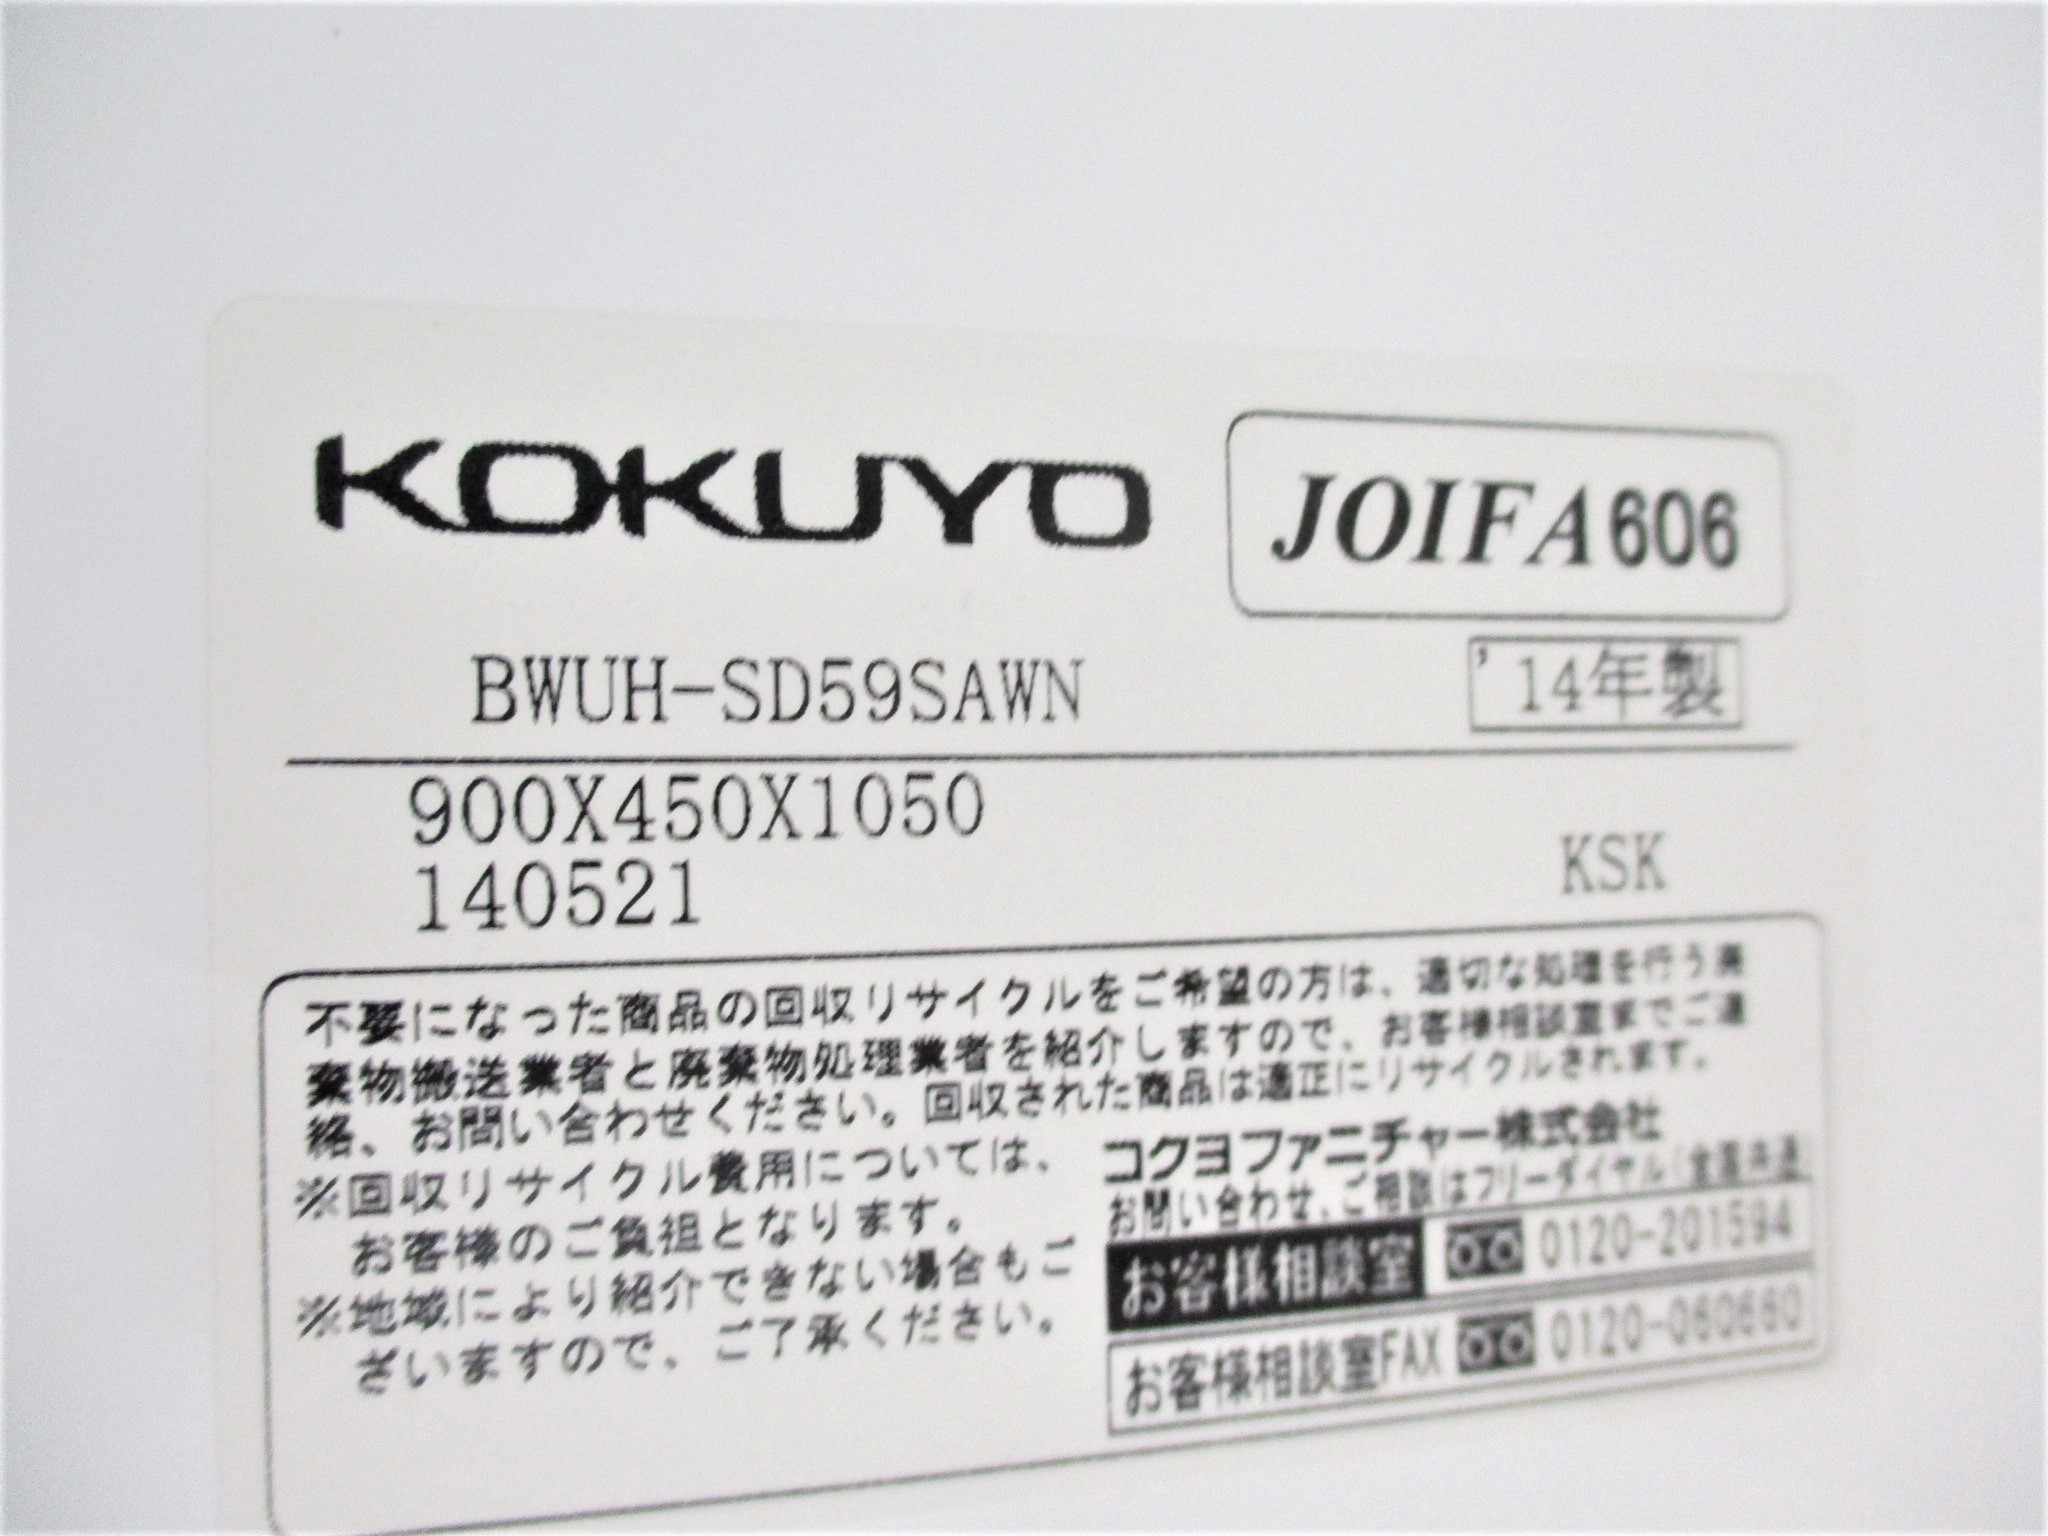 KOKUYO
JOIFA606
BWUH-SD59SAWN
'14年製
900X450X1050
140521
KSK
不要になった商品の回収リサイクルをご希望の方は、適切な処理を行う廃
棄物搬送業者と廃棄物処理業者を紹介しますので、お客様相談室までご連
絡、お問い合わせください。回収された商品は適正にリサイクルされます。
※回収リサイクル費用については、
お客様のご負担となります。
※地域により紹介できない場合もご
ざいますので、ご了承ください。
コクヨファニチャー株式会社
お問い合わせ、ご相談はフリーダイヤル(全国共通
お客様相談室 0120-201594
お客様相談室FAX 0120-060660